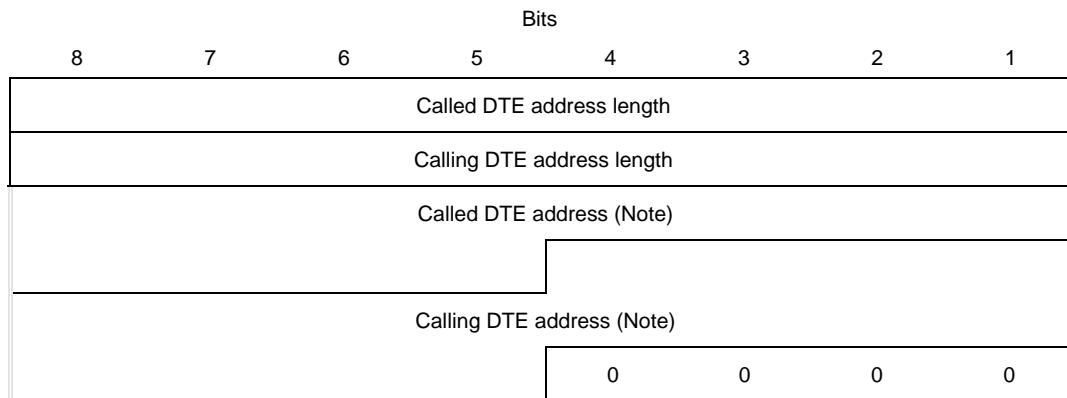 Bits
8 7 6 5 4 3 2 1
Called DTE address length
Calling DTE address length
Called DTE address (Note)
Calling DTE address (Note)
0 0 0 0